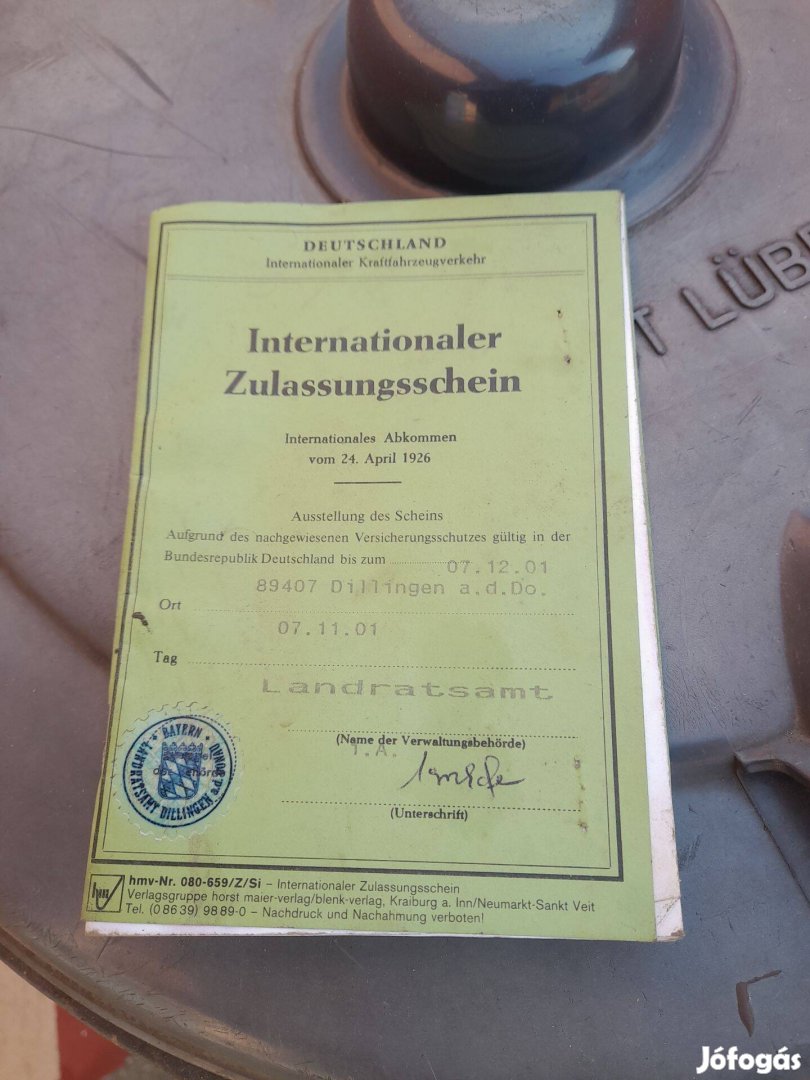 T LÜB
DEUTSCHLAND
Internationaler Kraftfahrzeugverkehr
Internationaler
Zulassungsschein
Internationales Abkommen
vom 24. April 1926
Ausstellung des Scheins
Aufgrund des nachgewiesenen Versicherungsschutzes gültig in der
Bundesrepublik Deutschland bis zum 07.12.01
89407 Dillingen a.d.Do.
Ort
07.11.01
Tag
Landratsamt
(Name der Verwaltungsbehörde)
I.A.
(Unterschrift)
BAYERN
LANDRATSAMT DILLINGEN a.d. DONAU
hmv
hmv-Nr. 080-659/Z/Si – Internationaler Zulassungsschein
Verlagsgruppe horst maier-verlag/blenk-verlag, Kraiburg a. Inn/Neumarkt-Sankt Veit
Tel. (0 86 39) 98 89-0 – Nachdruck und Nachahmung verboten!
Jófogás